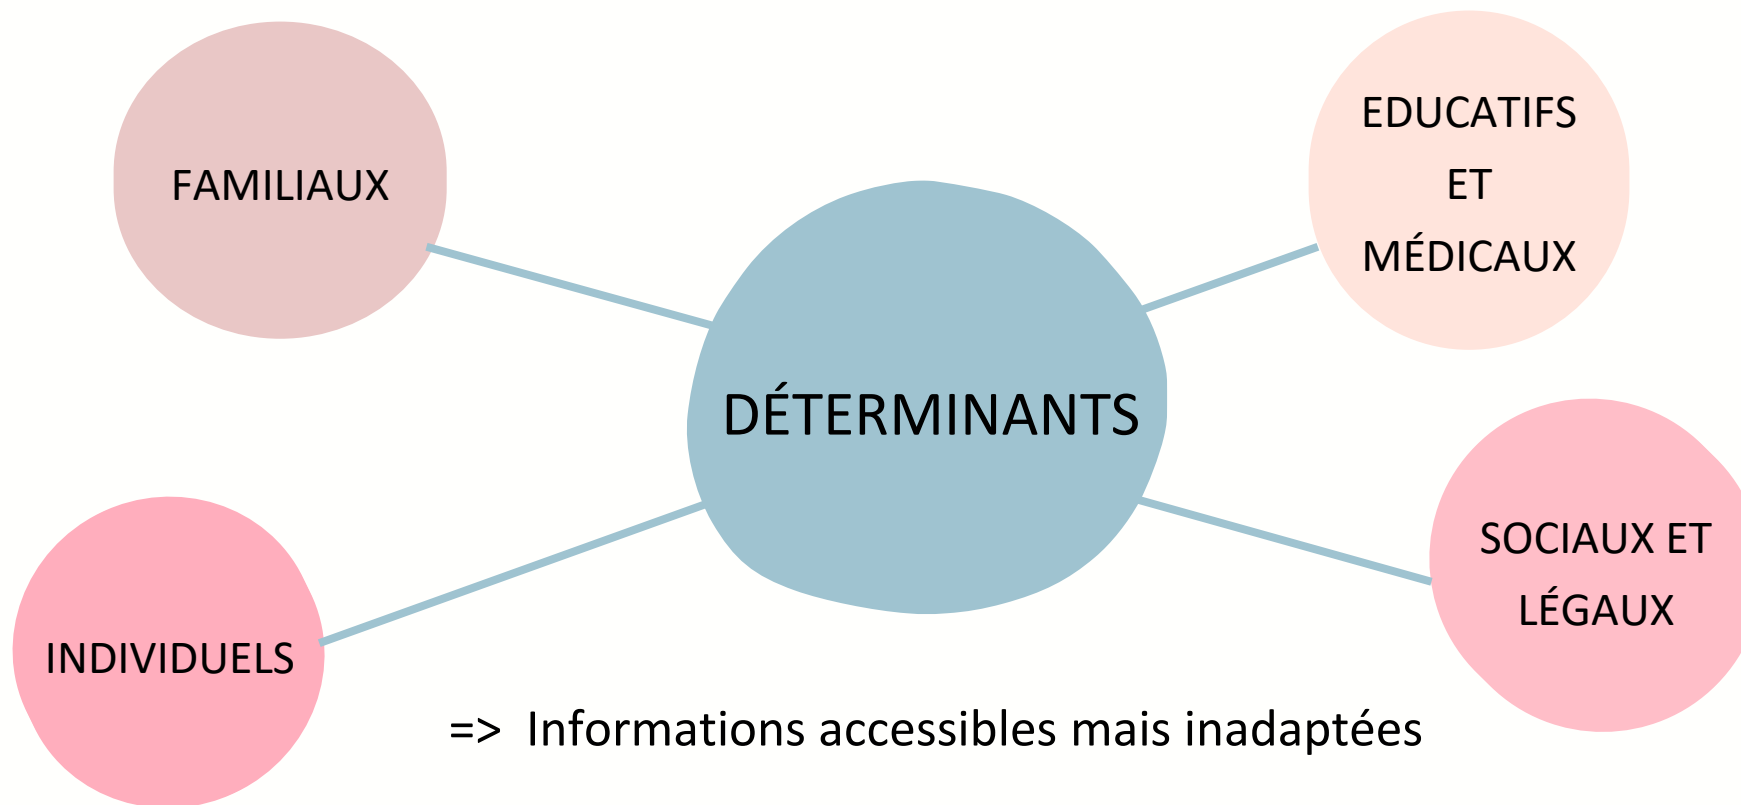 FAMILIAUX
EDUCATIFS
ET
MÉDICAUX
DÉTERMINANTS
SOCIAUX ET
LÉGAUX
INDIVIDUELS
=> Informations accessibles mais inadaptées